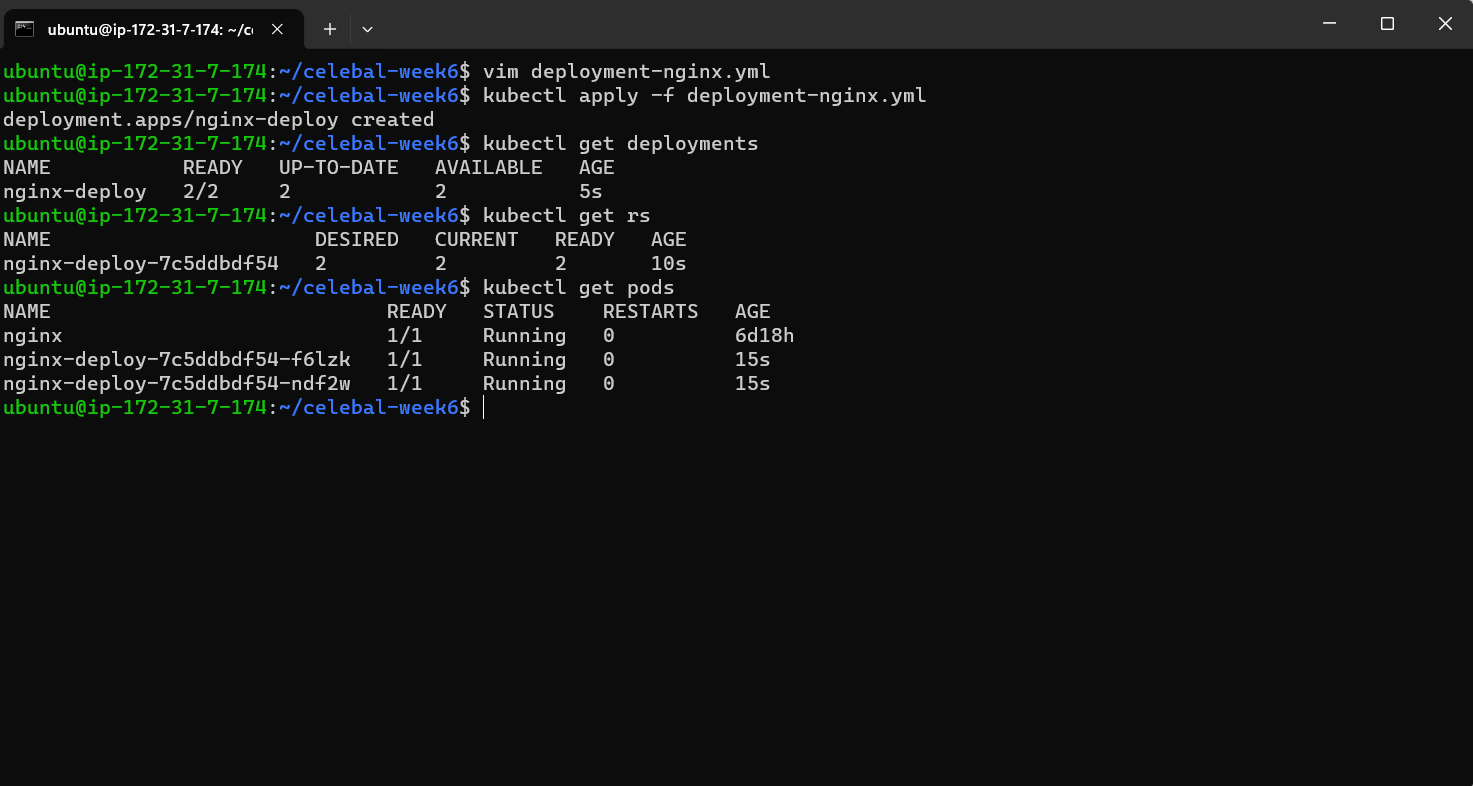 ubuntu@ip-172-31-7-174: ~/c
ubuntu@ip-172-31-7-174:~/celebal-week6$ vim deployment-nginx.yml
ubuntu@ip-172-31-7-174:~/celebal-week6$ kubectl apply -f deployment-nginx.yml
deployment.apps/nginx-deploy created
ubuntu@ip-172-31-7-174:~/celebal-week6$ kubectl get deployments
NAME           READY   UP-TO-DATE   AVAILABLE   AGE
nginx-deploy   2/2     2            2           5s
ubuntu@ip-172-31-7-174:~/celebal-week6$ kubectl get rs
NAME                      DESIRED   CURRENT   READY   AGE
nginx-deploy-7c5ddbdf54   2         2         2       10s
ubuntu@ip-172-31-7-174:~/celebal-week6$ kubectl get pods
NAME                            READY   STATUS    RESTARTS   AGE
nginx                           1/1     Running   0          6d18h
nginx-deploy-7c5ddbdf54-f6lzk   1/1     Running   0          15s
nginx-deploy-7c5ddbdf54-ndf2w   1/1     Running   0          15s
ubuntu@ip-172-31-7-174:~/celebal-week6$